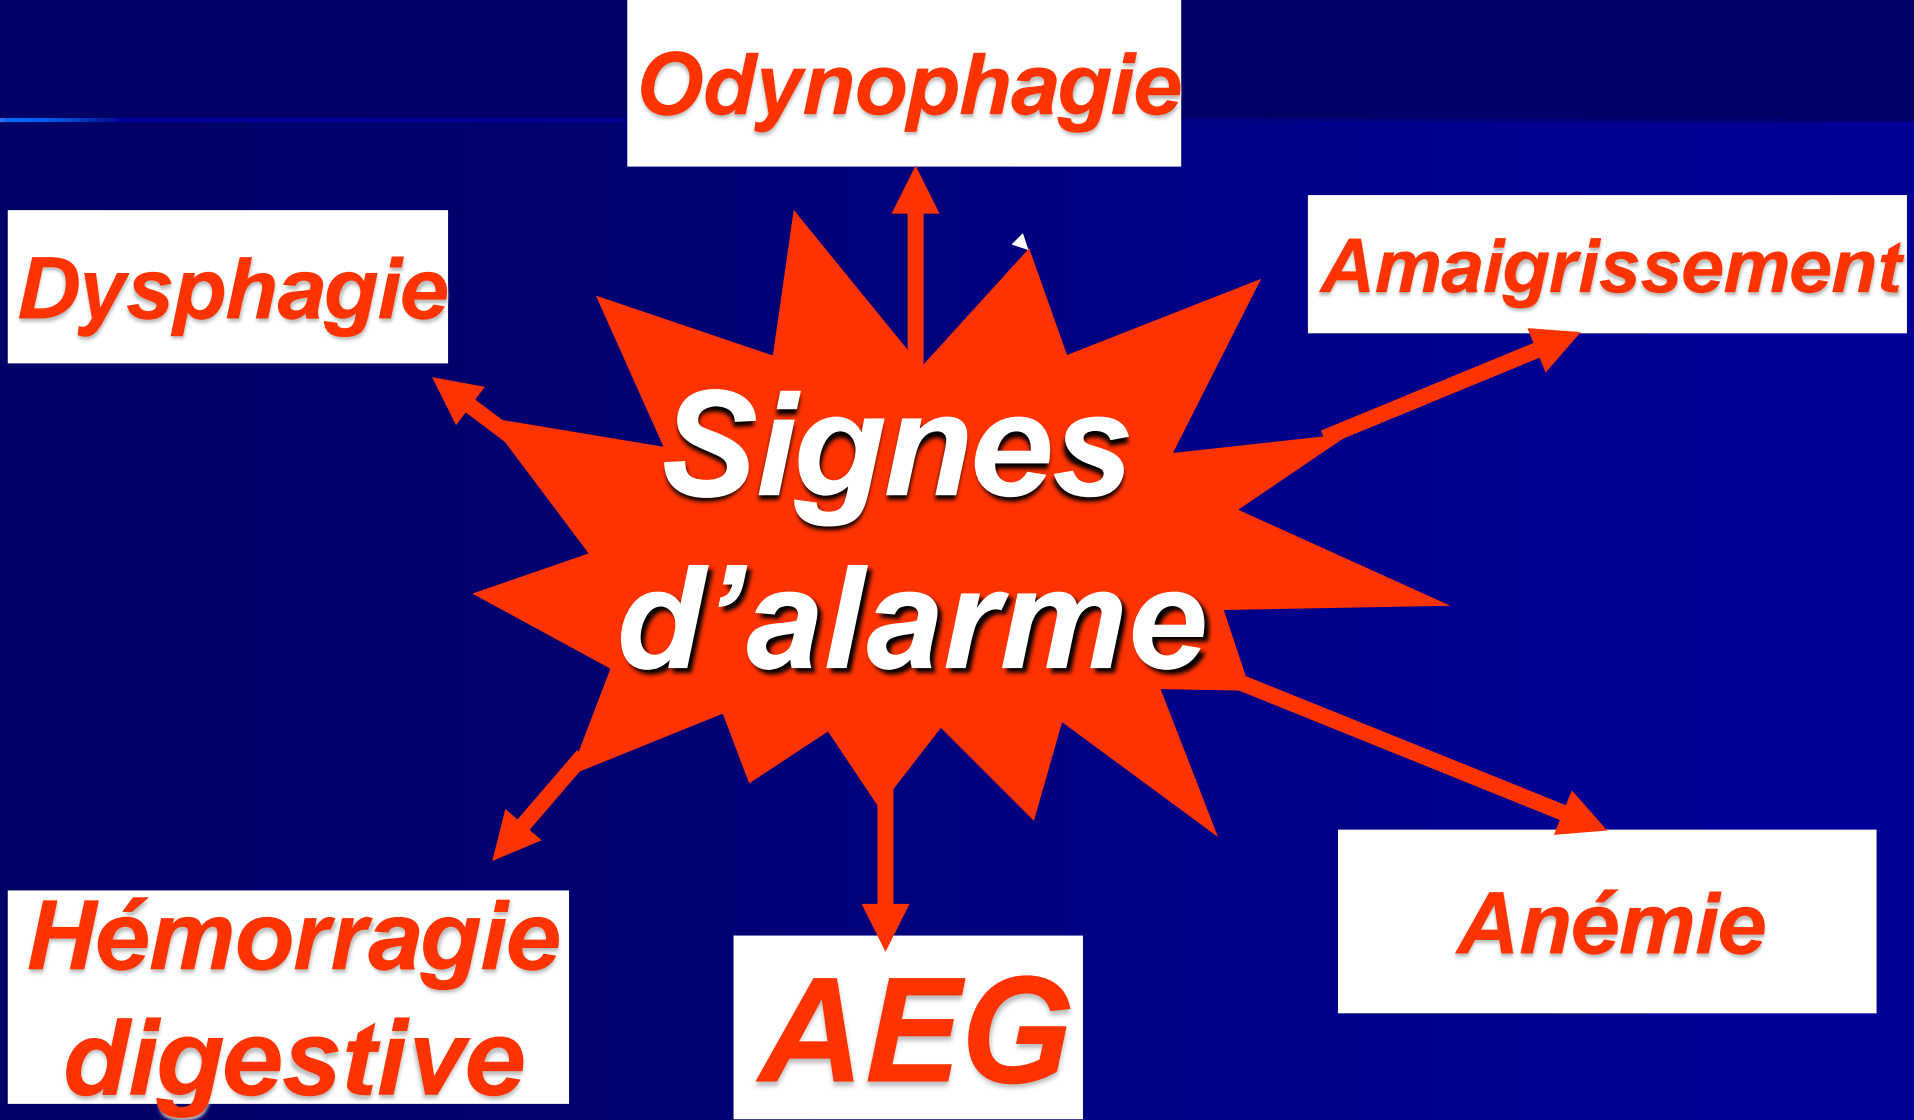 Odynophagie
Dysphagie
Amaigrissement
Signes
d’alarme
Hémorragie
digestive
AEG
Anémie